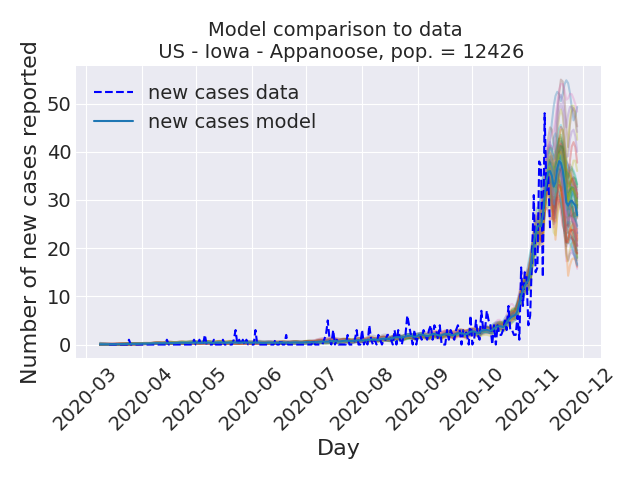 Model comparison to data
US - Iowa - Appanoose, pop. = 12426
Number of new cases reported
50
40
30
20
10
0
new cases data
new cases model
2020-03
2020-04
2020-05
2020-06
2020-07
2020-08
2020-09
2020-10
2020-11
2020-12
Day